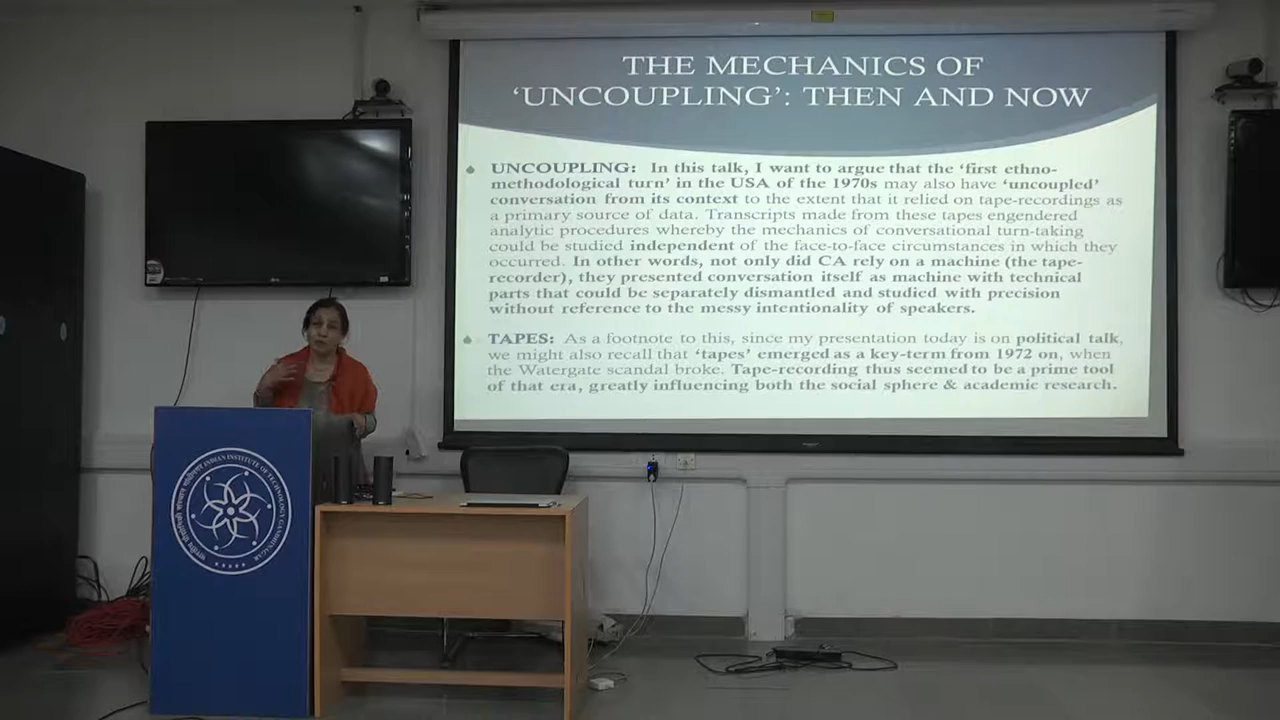 THE MECHANICS OF
‘UNCOUPLING’: THEN AND NOW
UNCOUPLING: In this talk, I want to argue that the ‘first ethno-
methodological turn’ in the USA of the 1970s may also have ‘uncoupled’
conversation from its context to the extent that it relied on tape-recordings as
a primary source of data. Transcripts made from these tapes engendered
analytic procedures whereby the mechanics of conversational turn-taking
could be studied independent of the face-to-face circumstances in which they
occurred. In other words, not only did CA rely on a machine (the tape-
recorder), they presented conversation itself as machine with technical
parts that could be separately dismantled and studied with precision
without reference to the messy intentionality of speakers.
TAPES: As a footnote to this, since my presentation today is on political talk,
we might also recall that ‘tapes’ emerged as a key-term from 1972 on, when
the Watergate scandal broke. Tape-recording thus seemed to be a prime tool
of that era, greatly influencing both the social sphere & academic research.
INDIAN INSTITUTE OF TECHNOLOGY GANDHINAGAR
भारतीय प्रौद्योगिकी संस्थान गांधीनगर